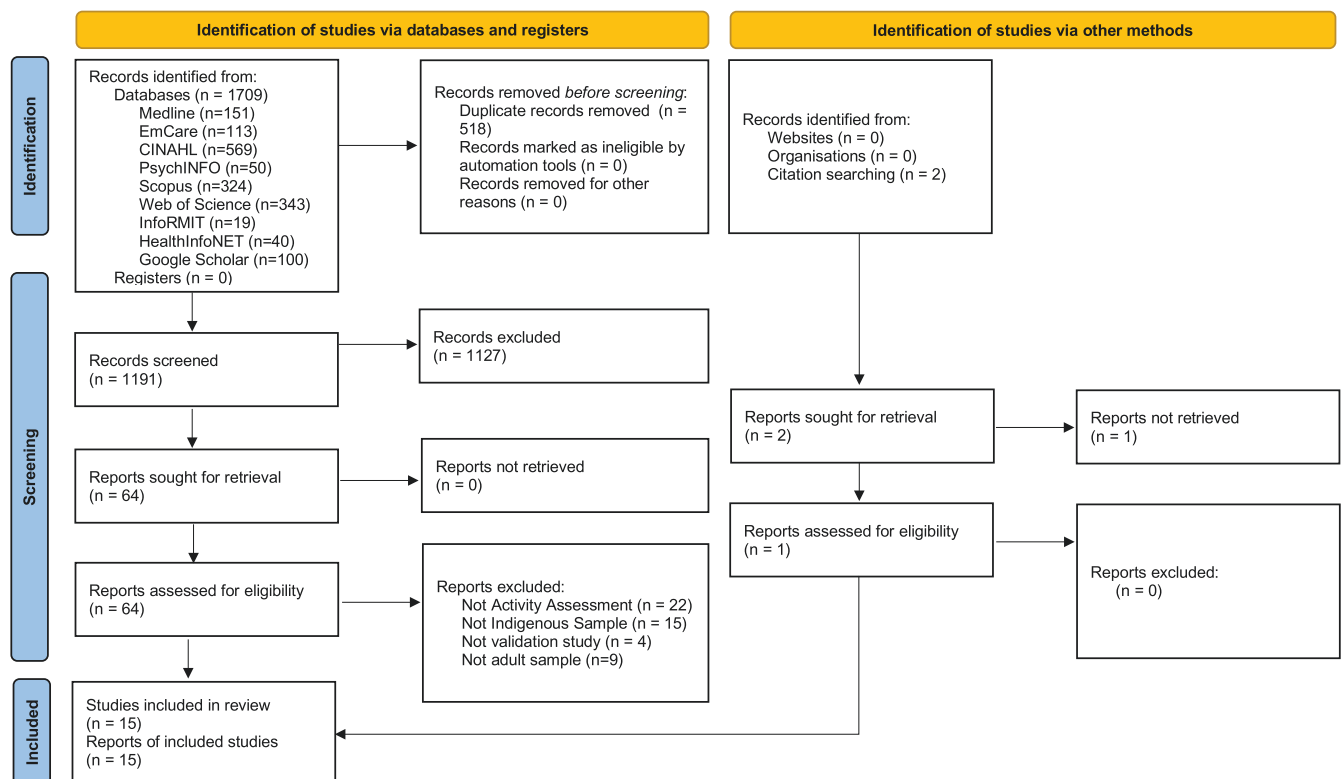 Identification of studies via databases and registers
Identification of studies via other methods
Identification
Records identified from:
Databases (n = 1709)
Medline (n=151)
EmCare (n=113)
CINAHL (n=569)
PsychINFO (n=50)
Scopus (n=324)
Web of Science (n=343)
InfoRMIT (n=19)
HealthInfoNET (n=40)
Google Scholar (n=100)
Registers (n = 0)
Records removed before screening:
Duplicate records removed (n =
518)
Records marked as ineligible by
automation tools (n = 0)
Records removed for other
reasons (n = 0)
Records identified from:
Websites (n = 0)
Organisations (n = 0)
Citation searching (n = 2)
Screening
Records screened
(n = 1191)
Records excluded
(n = 1127)
Reports sought for retrieval
(n = 64)
Reports not retrieved
(n = 0)
Reports sought for retrieval
(n = 2)
Reports not retrieved
(n = 1)
Reports assessed for eligibility
(n = 64)
Reports excluded:
Not Activity Assessment (n = 22)
Not Indigenous Sample (n = 15)
Not validation study (n = 4)
Not adult sample (n=9)
Reports assessed for eligibility
(n = 1)
Reports excluded:
(n = 0)
Included
Studies included in review
(n = 15)
Reports of included studies
(n = 15)